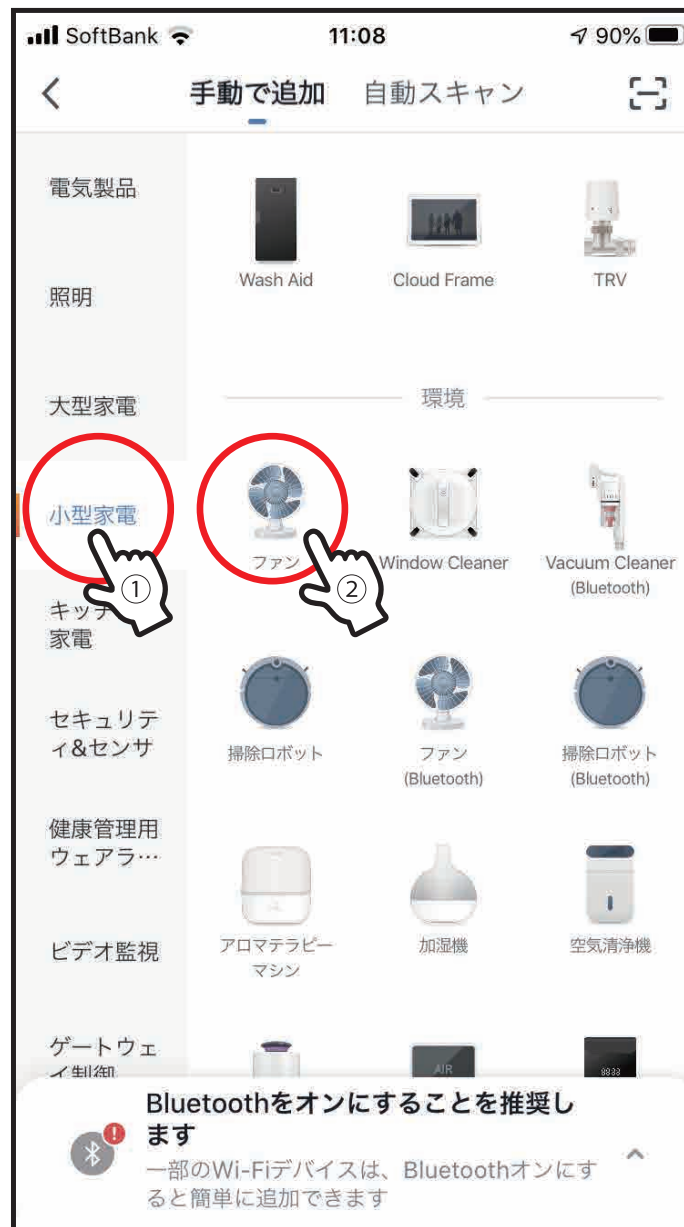 SoftBank 11:08 90%
手動で追加 自動スキャン
電気製品
Wash Aid Cloud Frame TRV
照明
大型家電
環境
小型家電
ファン Window Cleaner Vacuum Cleaner
(Bluetooth)
① ②
キッチ
家電
セキュリテ
ィ&センサ
掃除ロボット ファン 掃除ロボット
(Bluetooth) (Bluetooth)
健康管理用
ウェアラ…
ビデオ監視
アロマテラピー 加湿機 空気清浄機
マシン
ゲートウェ
イ制御
AIR 8833
Bluetoothをオンにすることを推奨し
ます
一部のWi-Fiデバイスは、Bluetoothオンにす
ると簡単に追加できます